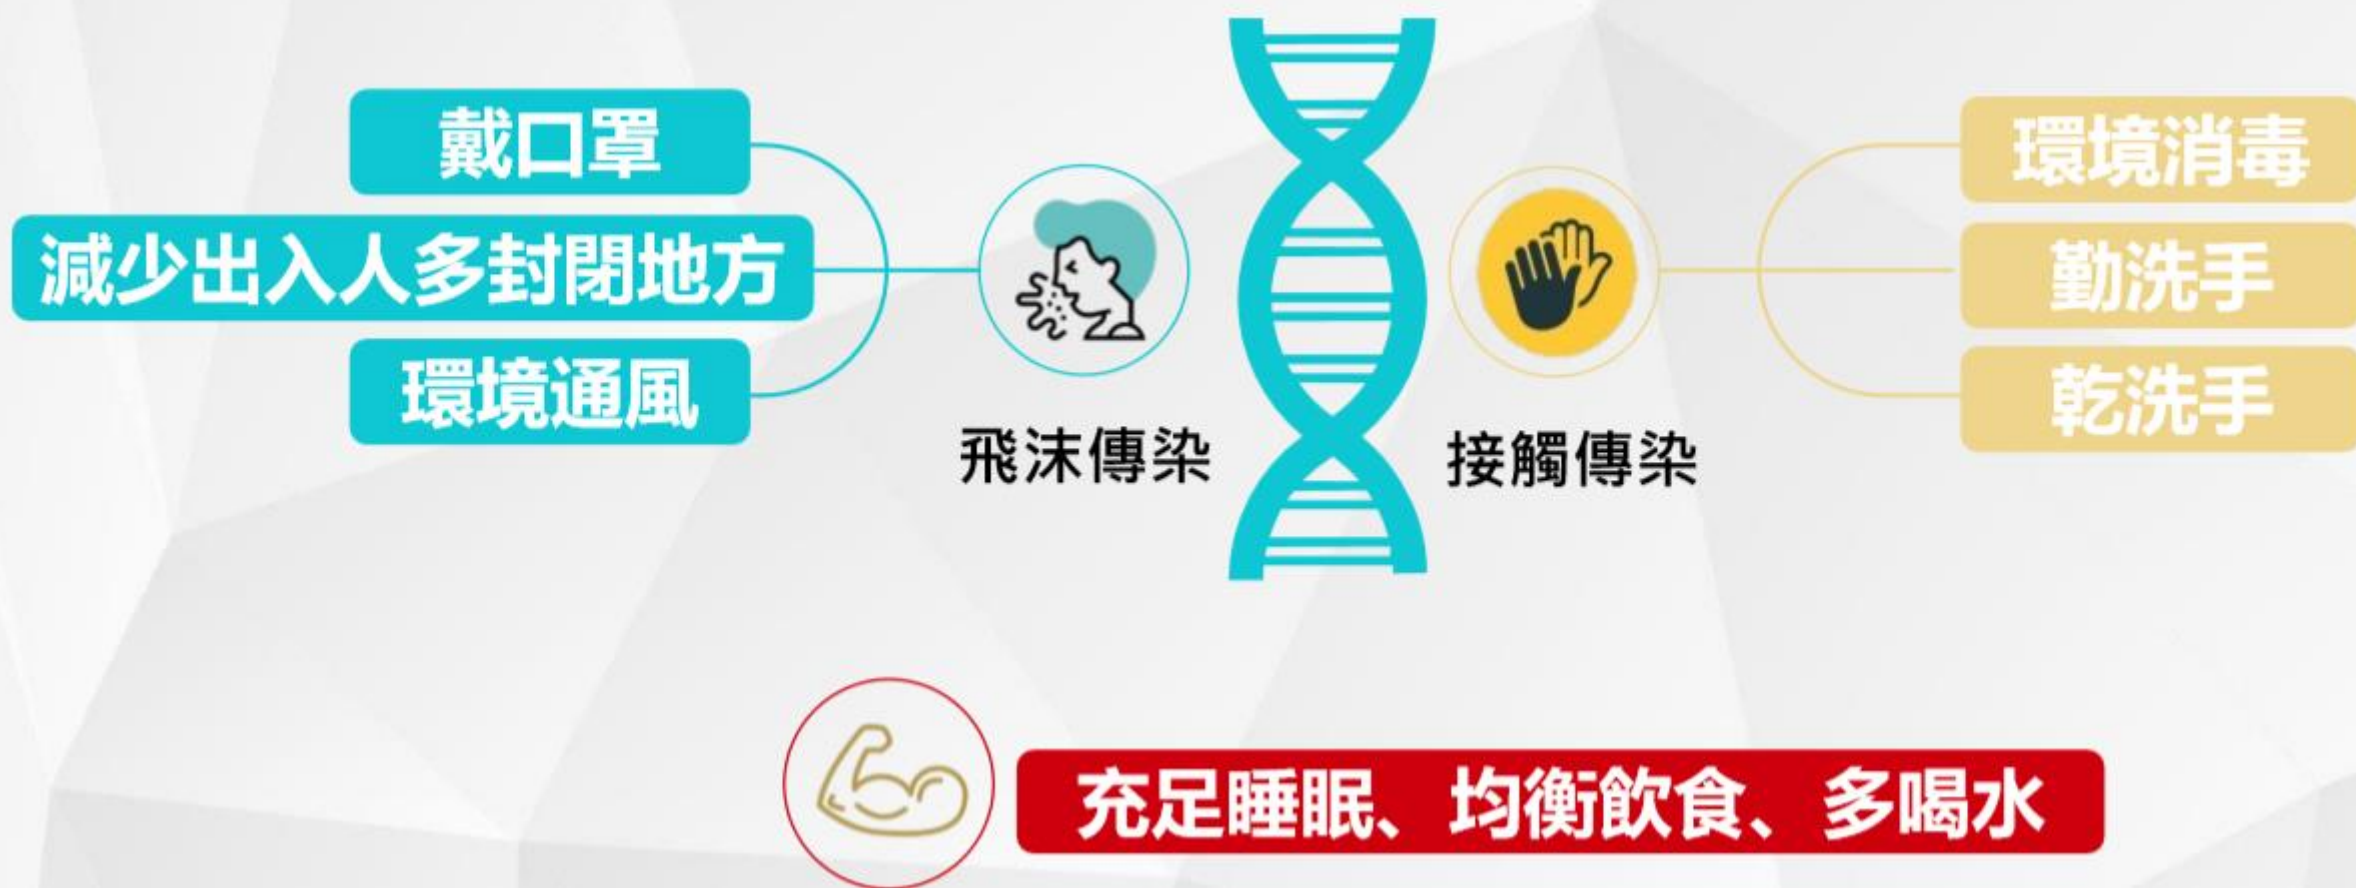 戴口罩
減少出入人多封閉地方
環境通風
飛沫傳染
接觸傳染
環境消毒
勤洗手
乾洗手
充足睡眠、均衡飲食、多喝水